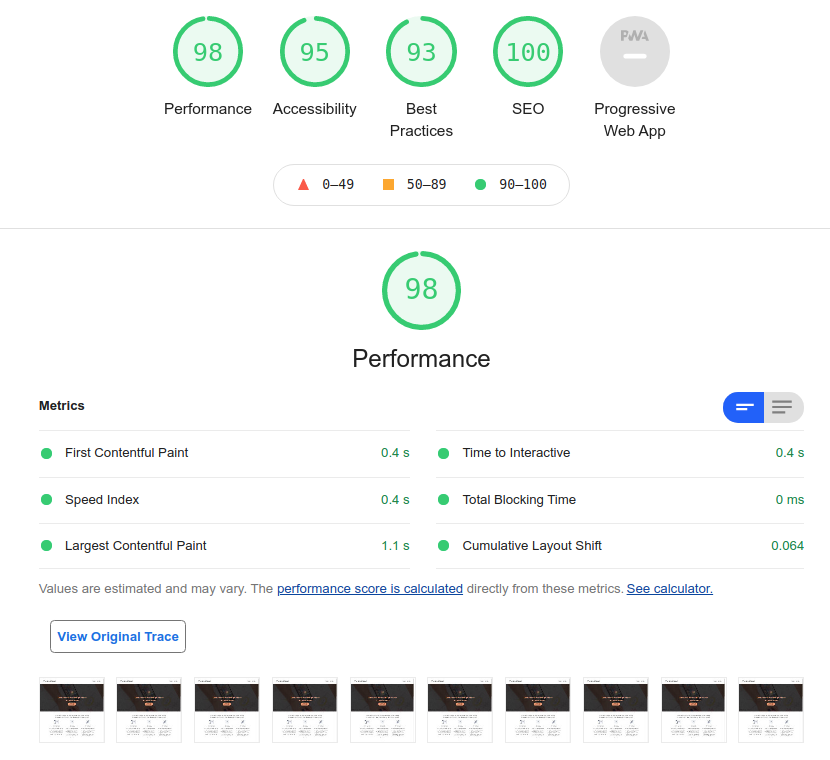 98 95 93 100 PWA
Performance Accessibility Best Practices SEO Progressive Web App
0–49 50–89 90–100
98
Performance
Metrics
First Contentful Paint 0.4 s Time to Interactive 0.4 s
Speed Index 0.4 s Total Blocking Time 0 ms
Largest Contentful Paint 1.1 s Cumulative Layout Shift 0.064
Values are estimated and may vary. The performance score is calculated directly from these metrics. See calculator.
View Original Trace